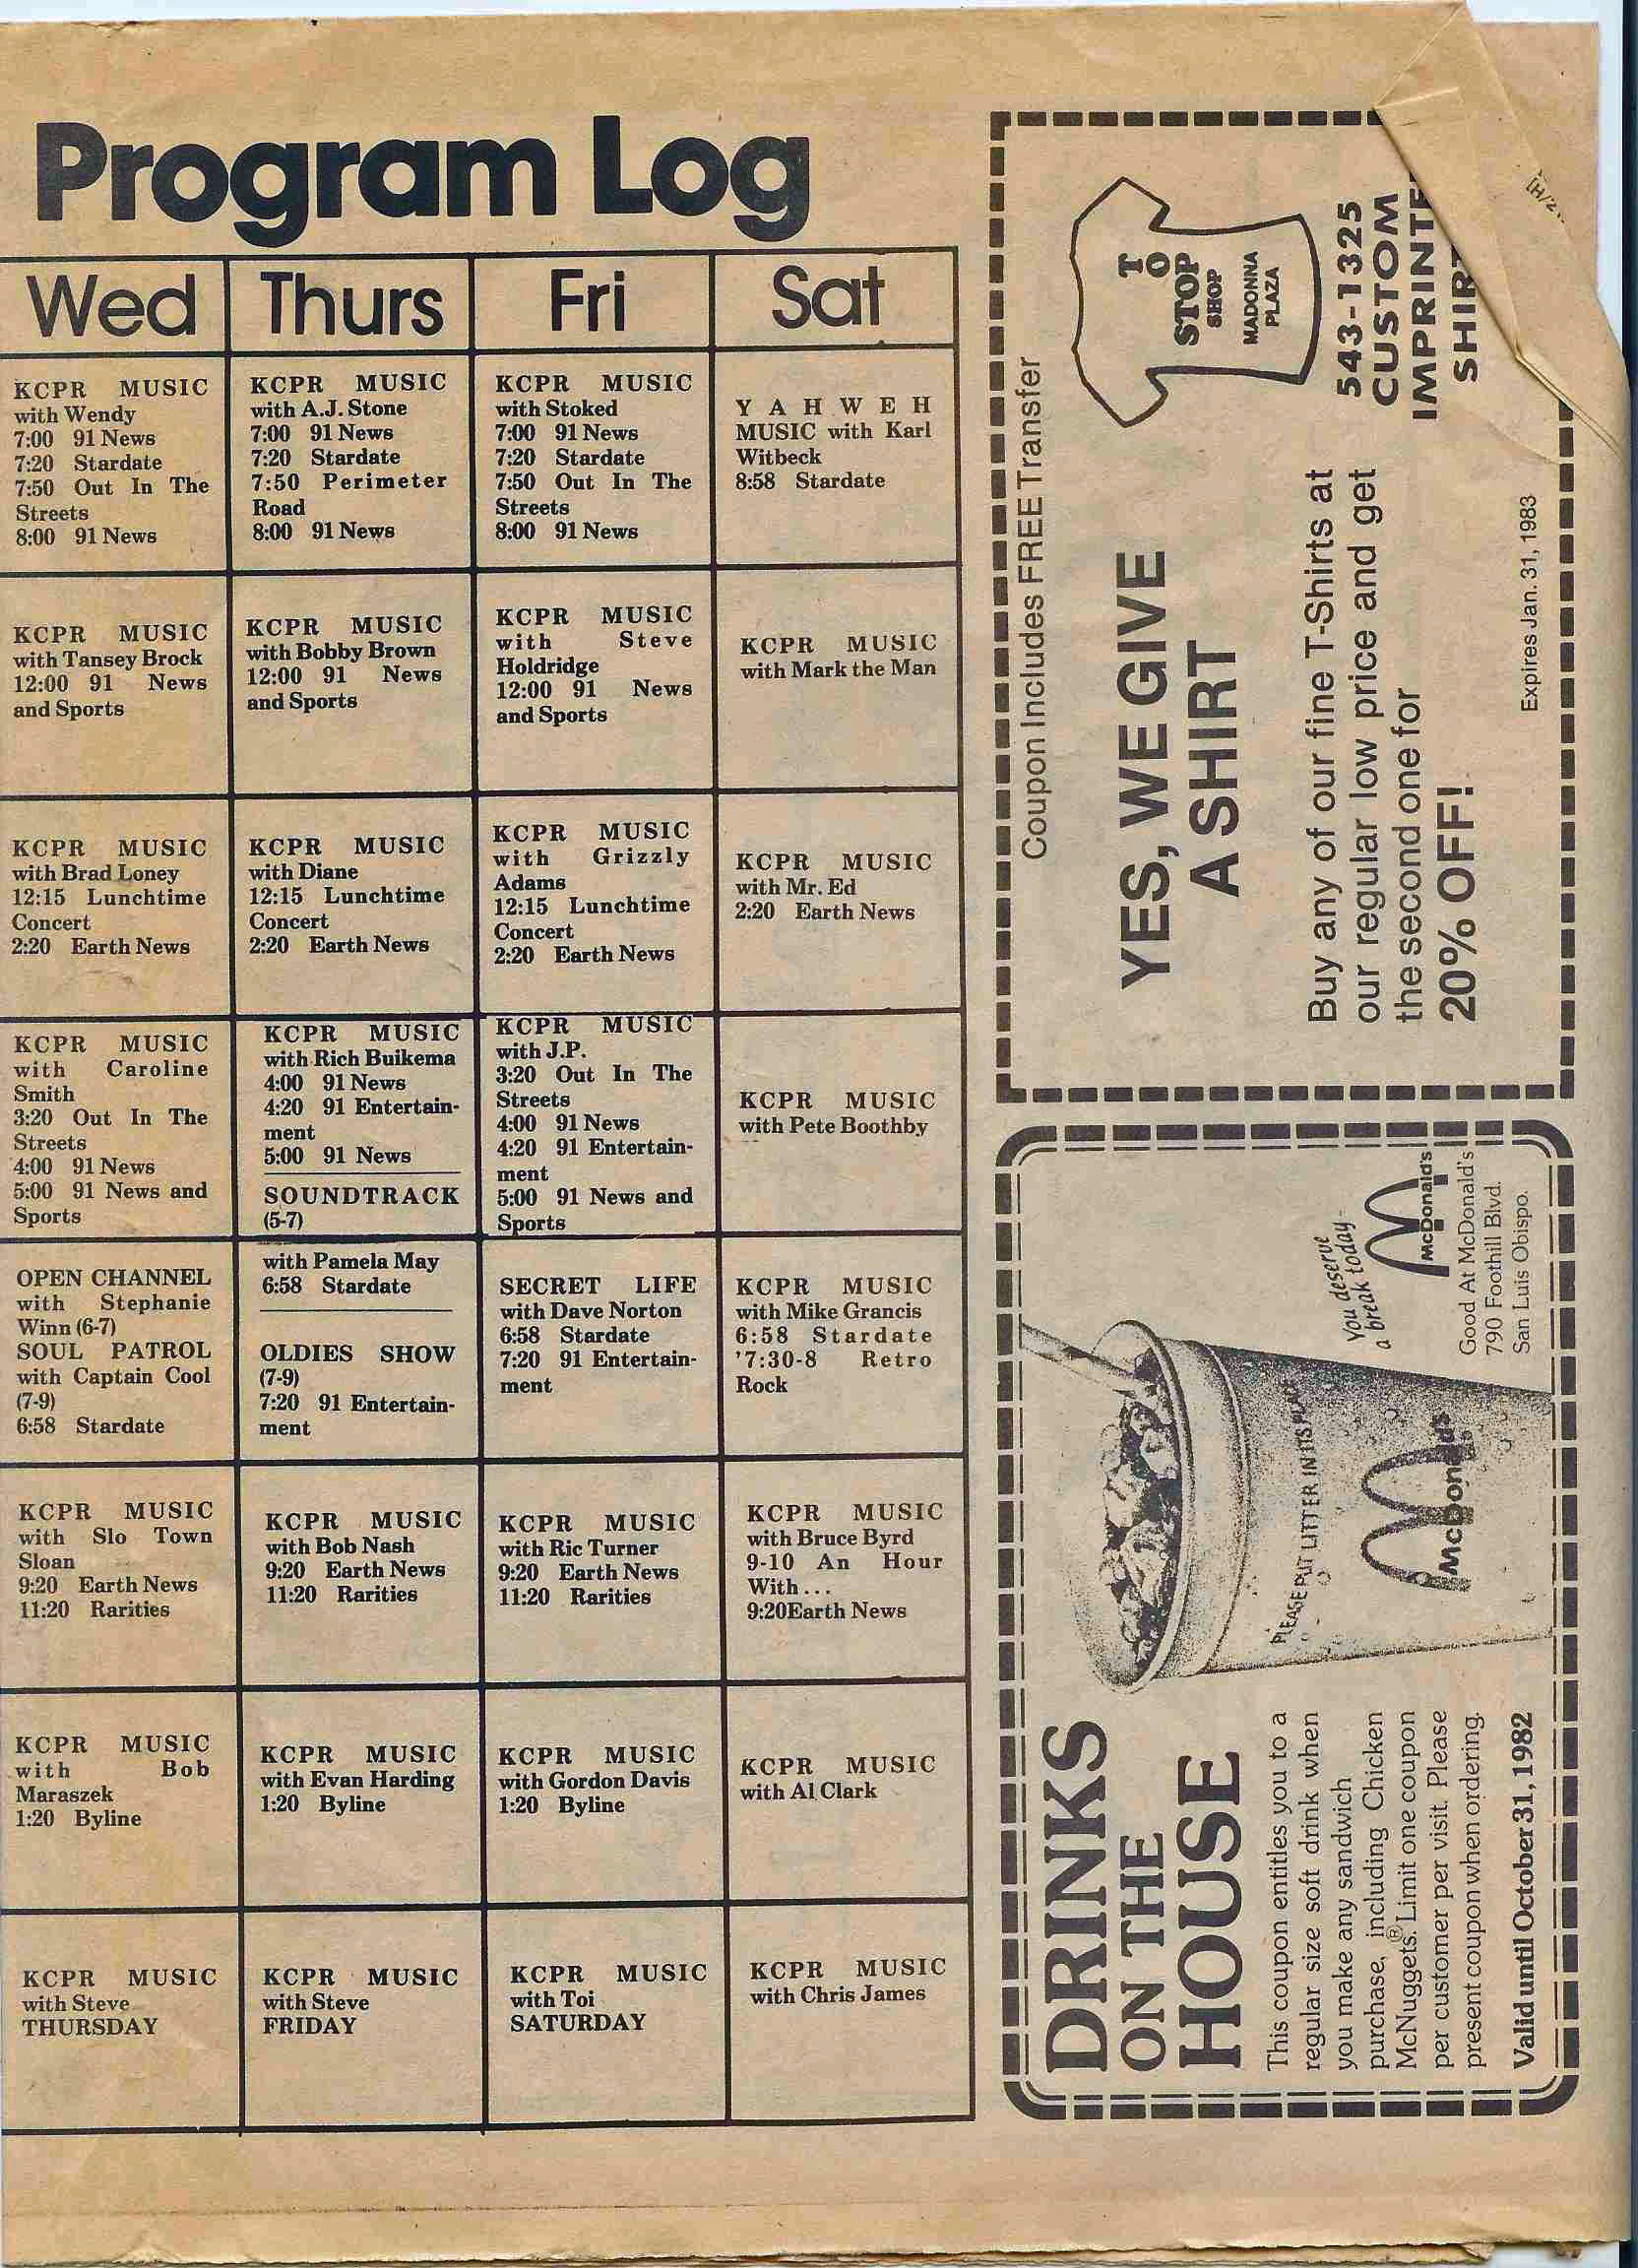 Program Log
Wed
Thurs
Fri
Sat
KCPR MUSIC
with Wendy
7:00 91 News
7:20 Stardate
7:50 Out In The
Streets
8:00 91 News
KCPR MUSIC
with A.J. Stone
7:00 91 News
7:20 Stardate
7:50 Perimeter
Road
8:00 91 News
KCPR MUSIC
with Stoked
7:00 91 News
7:20 Stardate
7:50 Out In The
Streets
8:00 91 News
YAHWEH
MUSIC with Karl
Witbeck
8:58 Stardate
KCPR MUSIC
with Tansey Brock
12:00 91 News
and Sports
KCPR MUSIC
with Bobby Brown
12:00 91 News
and Sports
KCPR MUSIC
with Steve
Holdridge
12:00 91 News
and Sports
KCPR MUSIC
with Mark the Man
KCPR MUSIC
with Brad Loney
12:15 Lunchtime
Concert
2:20 Earth News
KCPR MUSIC
with Diane
12:15 Lunchtime
Concert
2:20 Earth News
KCPR MUSIC
with Grizzly
Adams
12:15 Lunchtime
Concert
2:20 Earth News
KCPR MUSIC
with Mr. Ed
2:20 Earth News
KCPR MUSIC
with Caroline
Smith
3:20 Out In The
Streets
4:00 91 News
5:00 91 News and
Sports
KCPR MUSIC
with Rich Buikema
4:00 91 News
4:20 91 Entertain-
ment
5:00 91 News
SOUNDTRACK
(5-7)
with Pamela May
6:58 Stardate
KCPR MUSIC
with J.P.
3:20 Out In The
Streets
4:00 91 News
4:20 91 Entertain-
ment
5:00 91 News and
Sports
KCPR MUSIC
with Pete Boothby
OPEN CHANNEL
with Stephanie
Winn (6-7)
SOUL PATROL
with Captain Cool
(7-9)
6:58 Stardate
OLDIES SHOW
(7-9)
7:20 91 Entertain-
ment
SECRET LIFE
with Dave Norton
6:58 Stardate
7:20 91 Entertain-
ment
KCPR MUSIC
with Mike Grancis
6:58 Stardate
'7:30-8 Retro
Rock
KCPR MUSIC
with Slo Town
Sloan
9:20 Earth News
11:20 Rarities
KCPR MUSIC
with Bob Nash
9:20 Earth News
11:20 Rarities
KCPR MUSIC
with Ric Turner
9:20 Earth News
11:20 Rarities
KCPR MUSIC
with Bruce Byrd
9-10 An Hour
With...
9:20Earth News
KCPR MUSIC
with Bob
Maraszek
1:20 Byline
KCPR MUSIC
with Evan Harding
1:20 Byline
KCPR MUSIC
with Gordon Davis
1:20 Byline
KCPR MUSIC
with Al Clark
KCPR MUSIC
with Steve
THURSDAY
KCPR MUSIC
with Steve
FRIDAY
KCPR MUSIC
with Toi
SATURDAY
KCPR MUSIC
with Chris James
Coupon Includes FREE Transfer
YES, WE GIVE
A SHIRT
Buy any of our fine T-Shirts at
our regular low price and get
the second one for
20% OFF!
Expires Jan. 31, 1983
T
TO
STOP
SHOP
MADONNA
PLAZA
543-1325
CUSTOM
IMPRINTE
SHIRT
DRINKS
ON THE
HOUSE
This coupon entitles you to a
regular size soft drink when
you make any sandwich
purchase, including Chicken
McNuggets.® Limit one coupon
per customer per visit. Please
present coupon when ordering.
Valid until October 31, 1982
PLEASE PUT LITTER IN ITS PLACE
McDonald's
You deserve
a break today-
McDonald's
Good At McDonald's
790 Foothill Blvd.
San Luis Obispo.